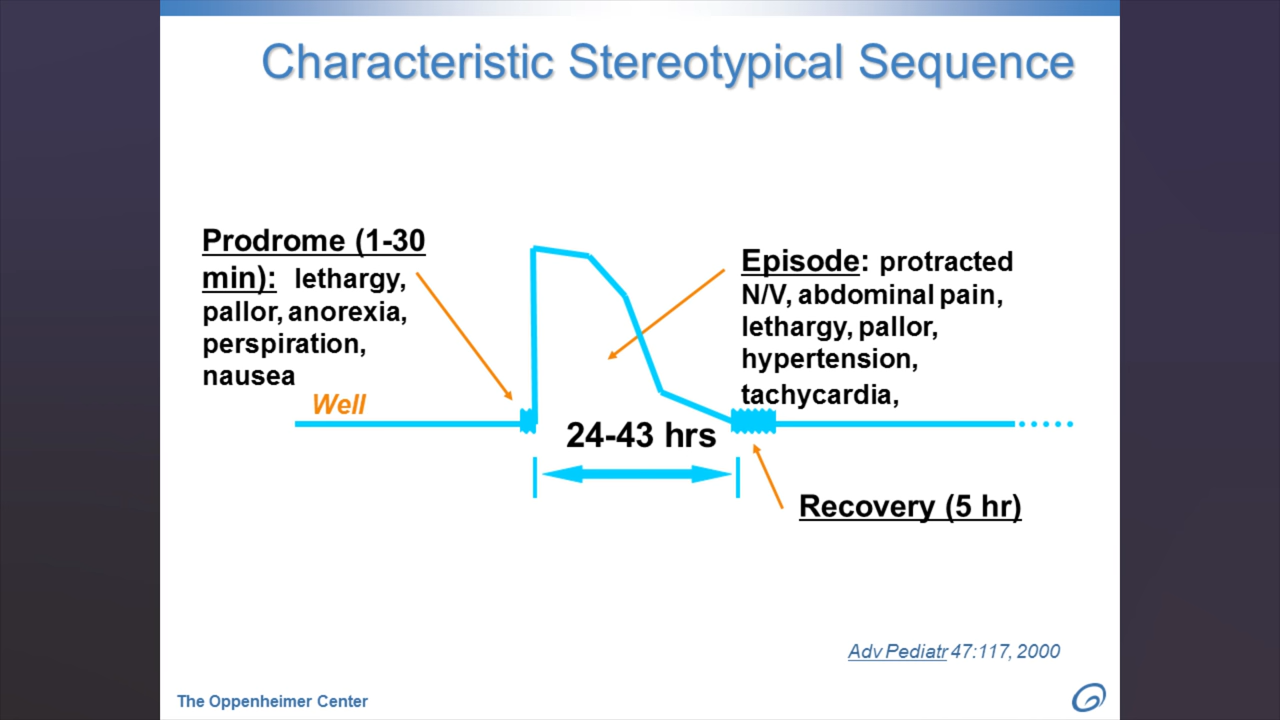 Characteristic Stereotypical Sequence
Prodrome (1-30
min): lethargy,
pallor, anorexia,
perspiration,
nausea
Well
Episode: protracted
N/V, abdominal pain,
lethargy, pallor,
hypertension,
tachycardia,
24-43 hrs
Recovery (5 hr)
Adv Pediatr 47:117, 2000
The Oppenheimer Center